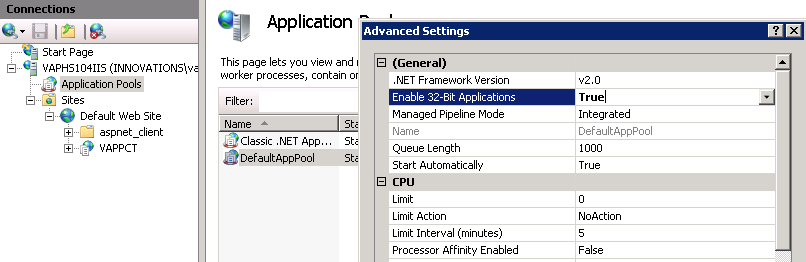 Connections
Start Page
VAPHS104IIS (INNOVATIONS\va
Application Pools
Sites
Default Web Site
aspnet_client
VAPPCT
Application
This page lets you view and
worker processes, contain or
Filter:
Name Sta
Classic .NET App... Sta
DefaultAppPool Sta
Advanced Settings
(General)
.NET Framework Version v2.0
Enable 32-Bit Applications True
Managed Pipeline Mode Integrated
Name DefaultAppPool
Queue Length 1000
Start Automatically True
CPU
Limit 0
Limit Action NoAction
Limit Interval (minutes) 5
Processor Affinity Enabled False